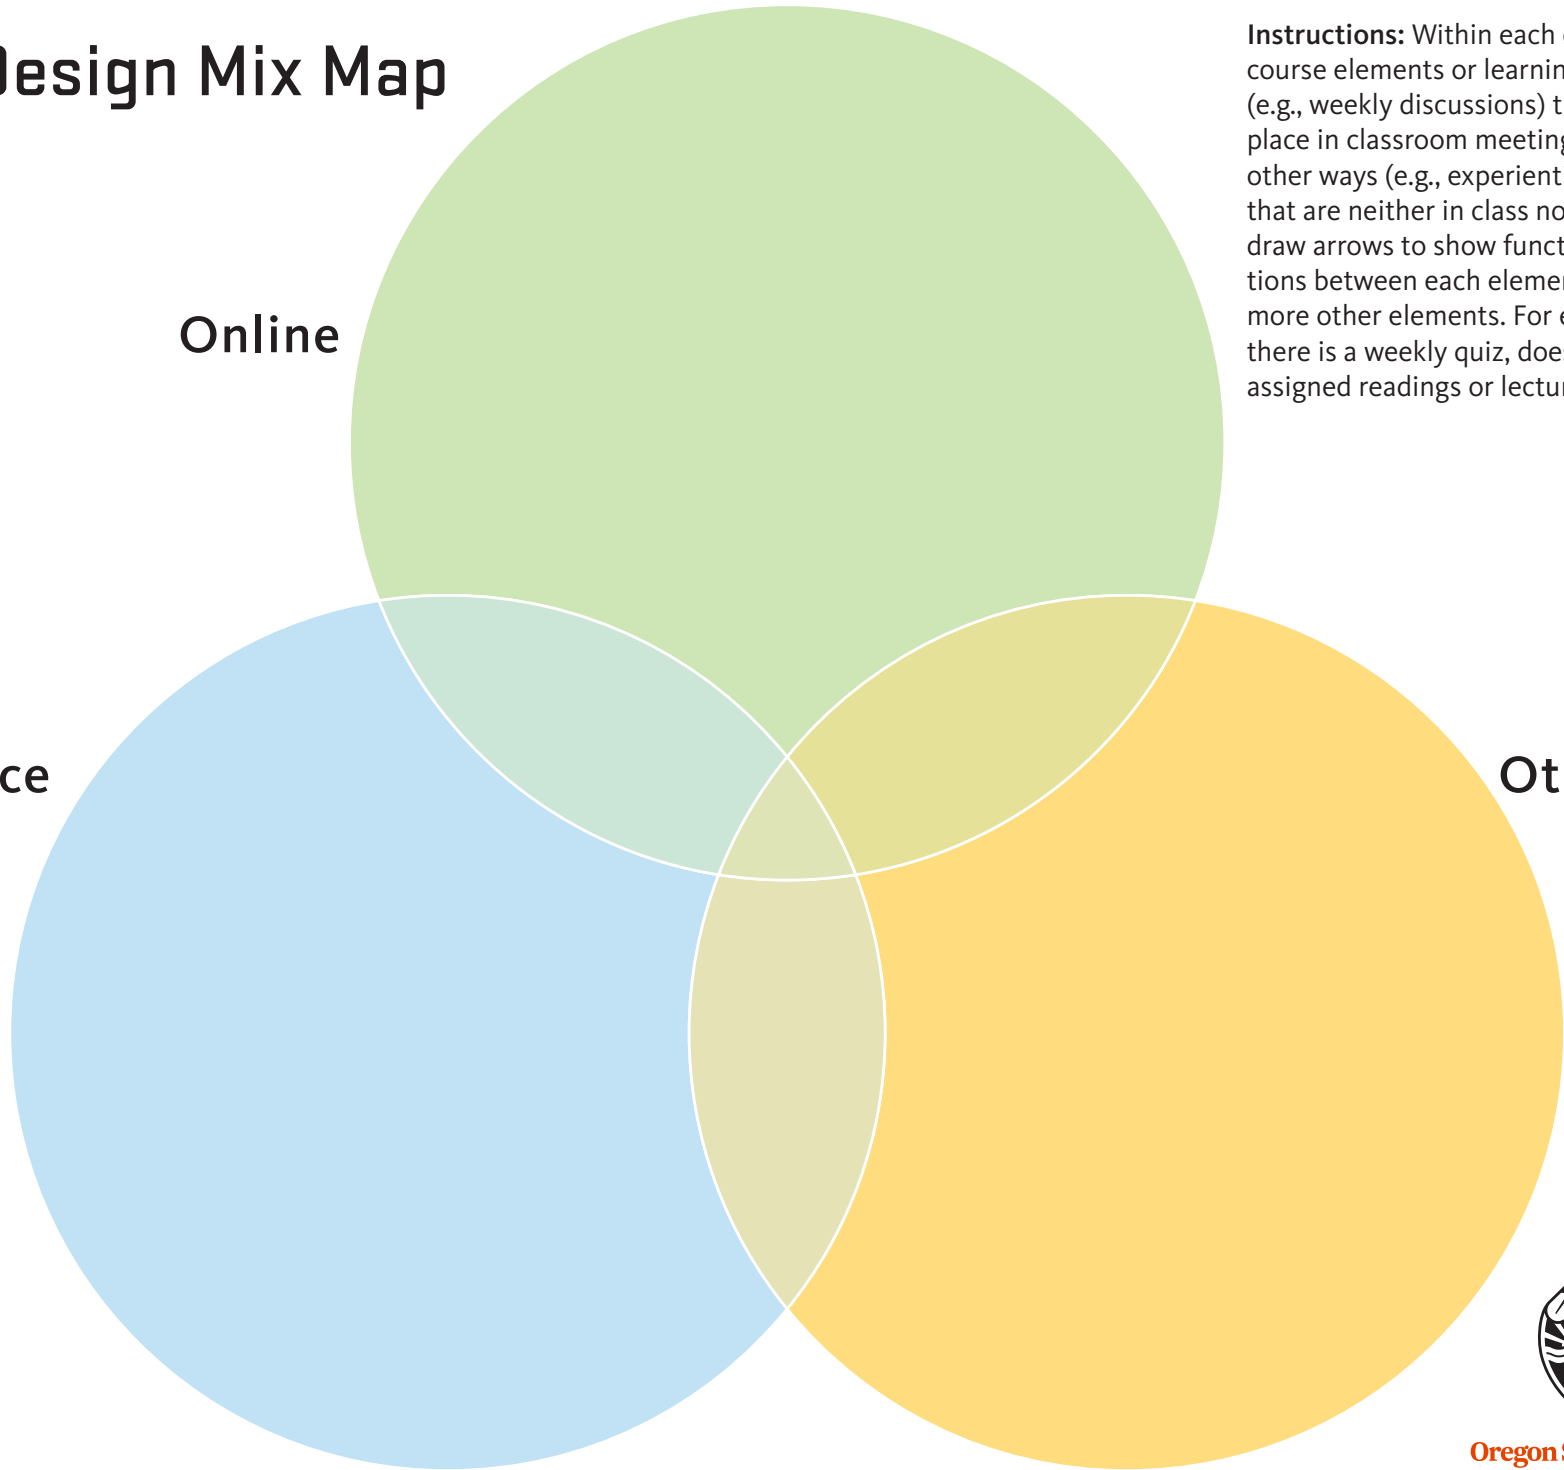 Design Mix Map
Instructions: Within each
course elements or learnin
(e.g., weekly discussions) t
place in classroom meeting
other ways (e.g., experient
that are neither in class no
draw arrows to show funct
tions between each elemen
more other elements. For e
there is a weekly quiz, does
assigned readings or lectur
Online
ce
Ot
Oregon S